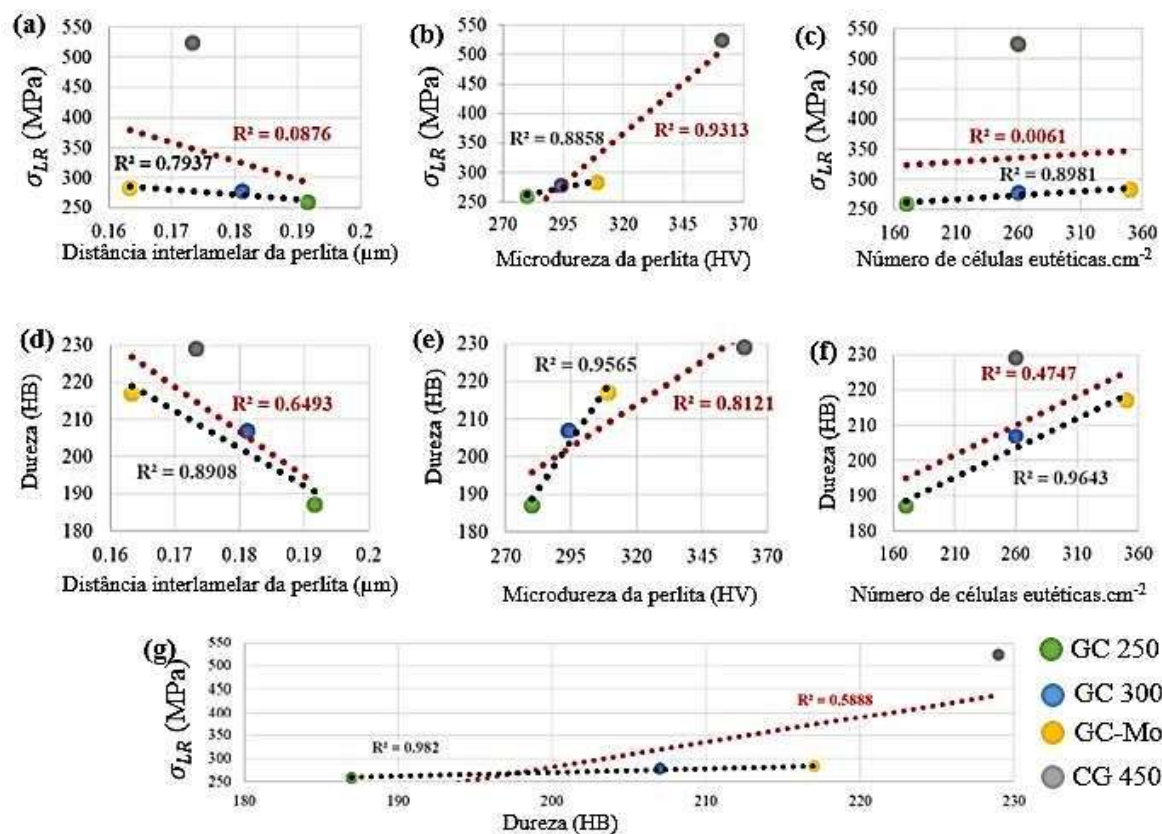 (a)
550
500
450
400
350
300
250
σLR (MPa)
R² = 0.0876
R² = 0.7937
0.16 0.17 0.18 0.19 0.2
Distância interlamelar da perlita (µm)
(b)
550
500
450
400
350
300
250
σLR (MPa)
R² = 0.8858
R² = 0.9313
270 295 320 345 370
Microdureza da perlita (HV)
(c)
550
500
450
400
350
300
250
σLR (MPa)
R² = 0.0061
R² = 0.8981
160 210 260 310 360
Número de células eutéticas.cm-2
(d)
230
220
210
200
190
180
Dureza (HB)
R² = 0.6493
R² = 0.8908
0.16 0.17 0.18 0.19 0.2
Distância interlamelar da perlita (µm)
(e)
230
220
210
200
190
180
Dureza (HB)
R² = 0.9565
R² = 0.8121
270 295 320 345 370
Microdureza da perlita (HV)
(f)
230
220
210
200
190
180
Dureza (HB)
R² = 0.4747
R² = 0.9643
160 210 260 310 360
Número de células eutéticas.cm-2
(g)
550
500
450
400
350
300
250
σLR (MPa)
R² = 0.5888
R² = 0.982
180 190 200 210 220 230
Dureza (HB)
GC 250
GC 300
GC-Mo
CG 450